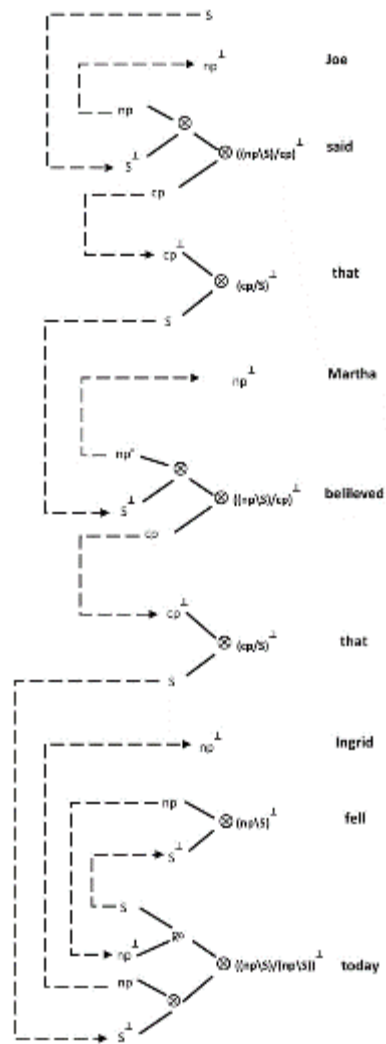 S
np⊥ Joe
np
⊗
S⊥ ⊗ ((np\S)/cp)⊥ said
cp
cp⊥
⊗ (cp/S)⊥ that
S
np⊥ Martha
np
⊗
S⊥ ⊗ ((np\S)/cp)⊥ belileved
cp
cp⊥
⊗ (cp/S)⊥ that
S
np⊥ Ingrid
np
⊗ (np\S)⊥ fell
S⊥
S
np⊥ ⊗ ((np\S)/(np\S))⊥ today
np
⊗
S⊥